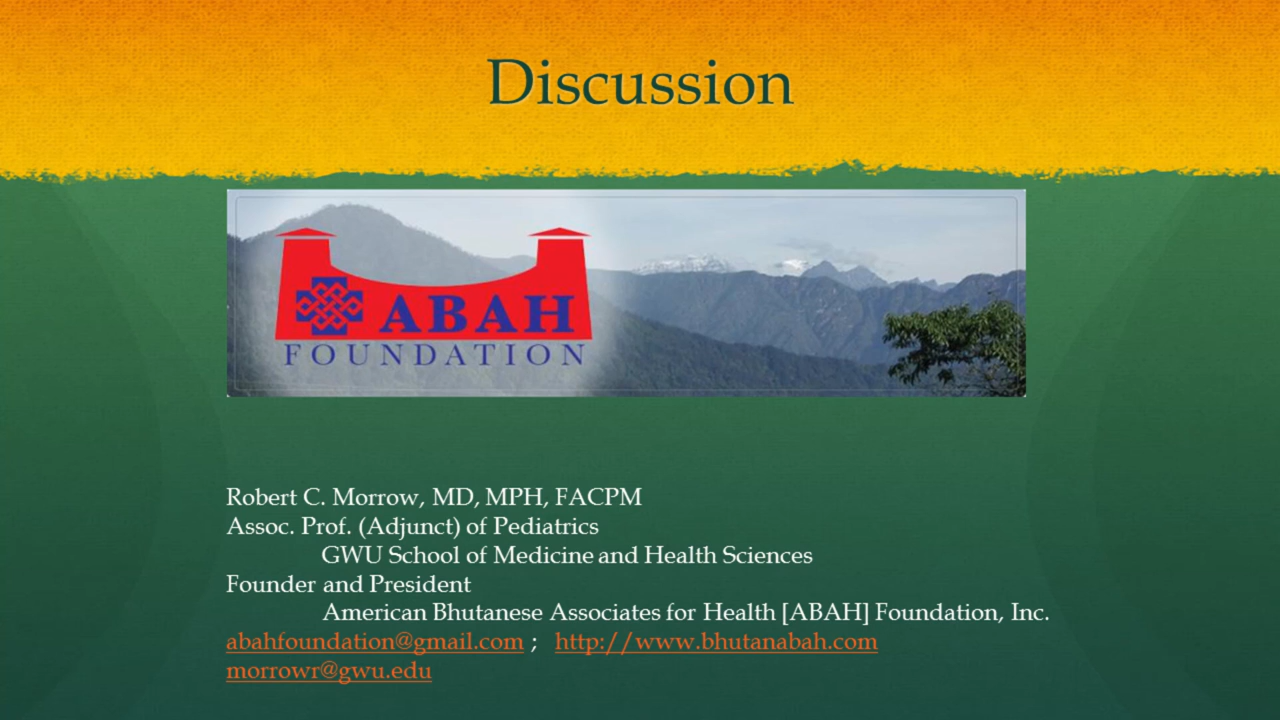 Discussion
ABAH
FOUNDATION
Robert C. Morrow, MD, MPH, FACPM
Assoc. Prof. (Adjunct) of Pediatrics
GWU School of Medicine and Health Sciences
Founder and President
American Bhutanese Associates for Health [ABAH] Foundation, Inc.
abahfoundation@gmail.com ; http://www.bhutanabah.com
morrowr@gwu.edu